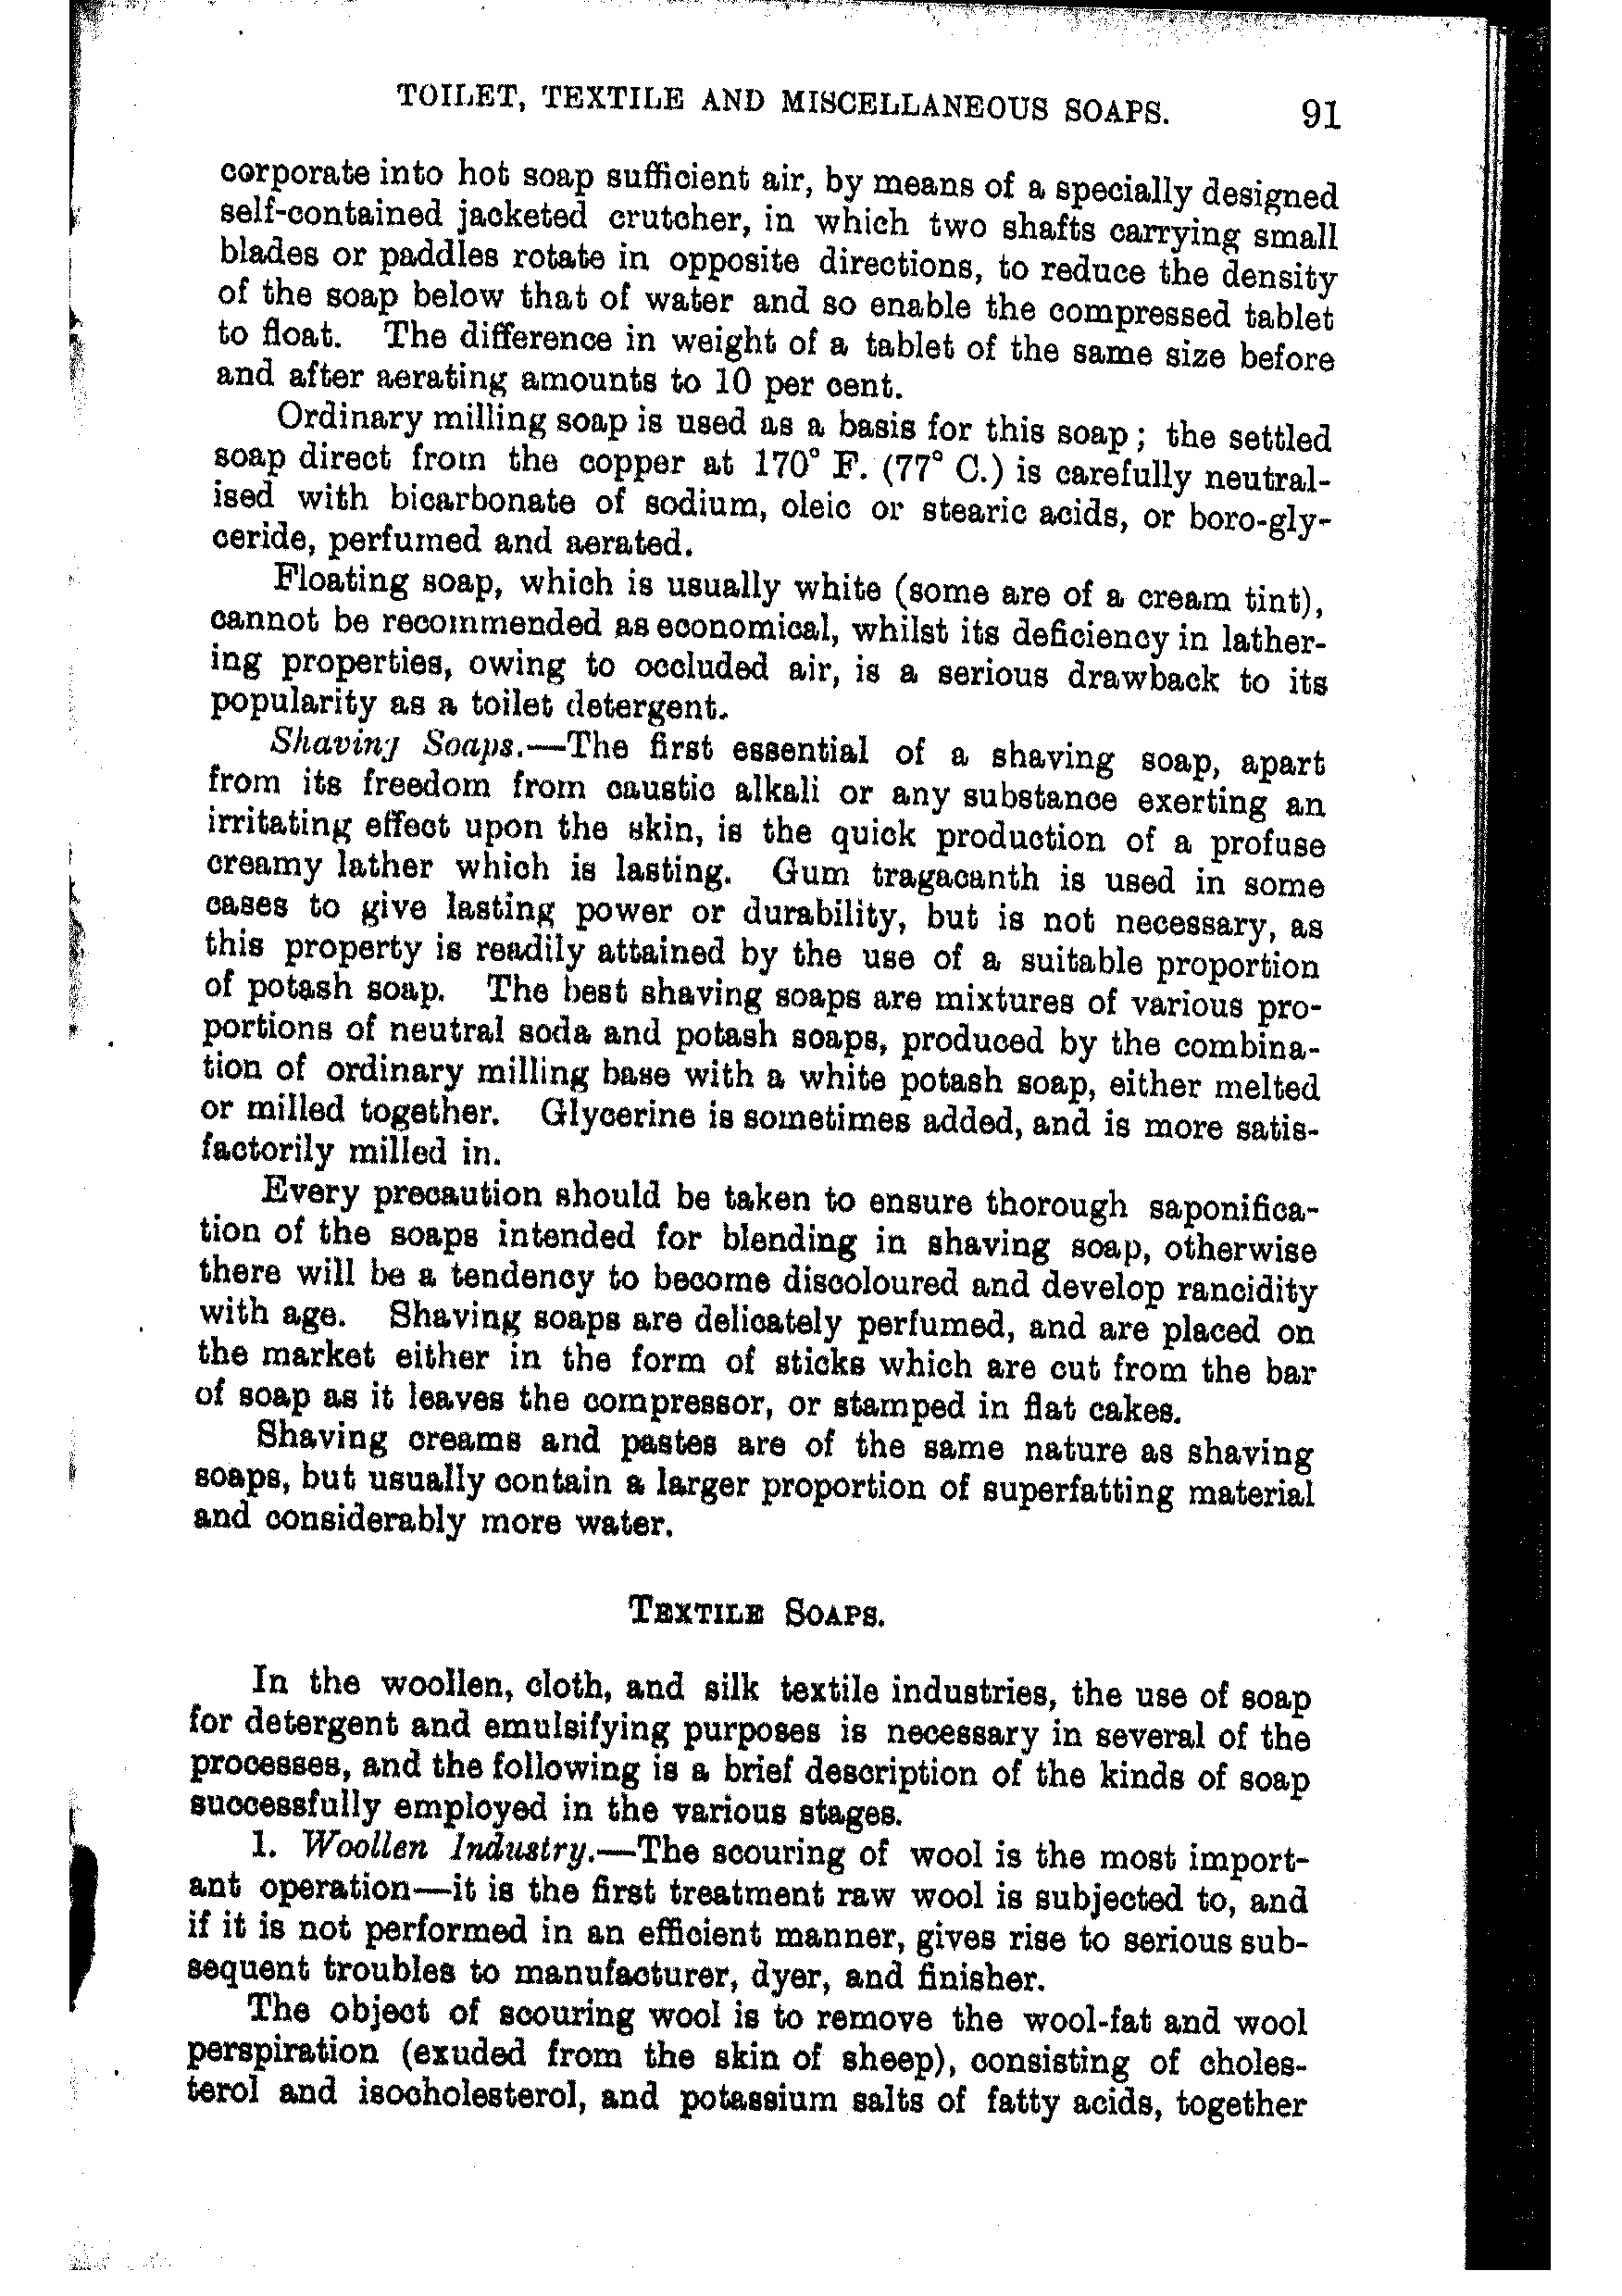 TOILET, TEXTILE AND MISCELLANEOUS SOAPS. 91
corporate into hot soap sufficient air, by means of a specially designed
self-contained jacketed crutcher, in which two shafts carrying small
blades or paddles rotate in opposite directions, to reduce the density
of the soap below that of water and so enable the compressed tablet
to float. The difference in weight of a tablet of the same size before
and after aerating amounts to 10 per cent.
Ordinary milling soap is used as a basis for this soap; the settled
soap direct from the copper at 170° F. (77° C.) is carefully neutral-
ised with bicarbonate of sodium, oleic or stearic acids, or boro-gly-
ceride, perfumed and aerated.
Floating soap, which is usually white (some are of a cream tint),
cannot be recommended as economical, whilst its deficiency in lather-
ing properties, owing to occluded air, is a serious drawback to its
popularity as a toilet detergent.
Shaving Soaps.—The first essential of a shaving soap, apart
from its freedom from caustic alkali or any substance exerting an
irritating effect upon the skin, is the quick production of a profuse
creamy lather which is lasting. Gum tragacanth is used in some
cases to give lasting power or durability, but is not necessary, as
this property is readily attained by the use of a suitable proportion
of potash soap. The best shaving soaps are mixtures of various pro-
portions of neutral soda and potash soaps, produced by the combina-
tion of ordinary milling base with a white potash soap, either melted
or milled together. Glycerine is sometimes added, and is more satis-
factorily milled in.
Every precaution should be taken to ensure thorough saponifica-
tion of the soaps intended for blending in shaving soap, otherwise
there will be a tendency to become discoloured and develop rancidity
with age. Shaving soaps are delicately perfumed, and are placed on
the market either in the form of sticks which are cut from the bar
of soap as it leaves the compressor, or stamped in flat cakes.
Shaving creams and pastes are of the same nature as shaving
soaps, but usually contain a larger proportion of superfatting material
and considerably more water.
TEXTILE SOAPS.
In the woollen, cloth, and silk textile industries, the use of soap
for detergent and emulsifying purposes is necessary in several of the
processes, and the following is a brief description of the kinds of soap
successfully employed in the various stages.
1. Woollen Industry.—The scouring of wool is the most import-
ant operation—it is the first treatment raw wool is subjected to, and
if it is not performed in an efficient manner, gives rise to serious sub-
sequent troubles to manufacturer, dyer, and finisher.
The object of scouring wool is to remove the wool-fat and wool
perspiration (exuded from the skin of sheep), consisting of choles-
terol and isocholesterol, and potassium salts of fatty acids, together